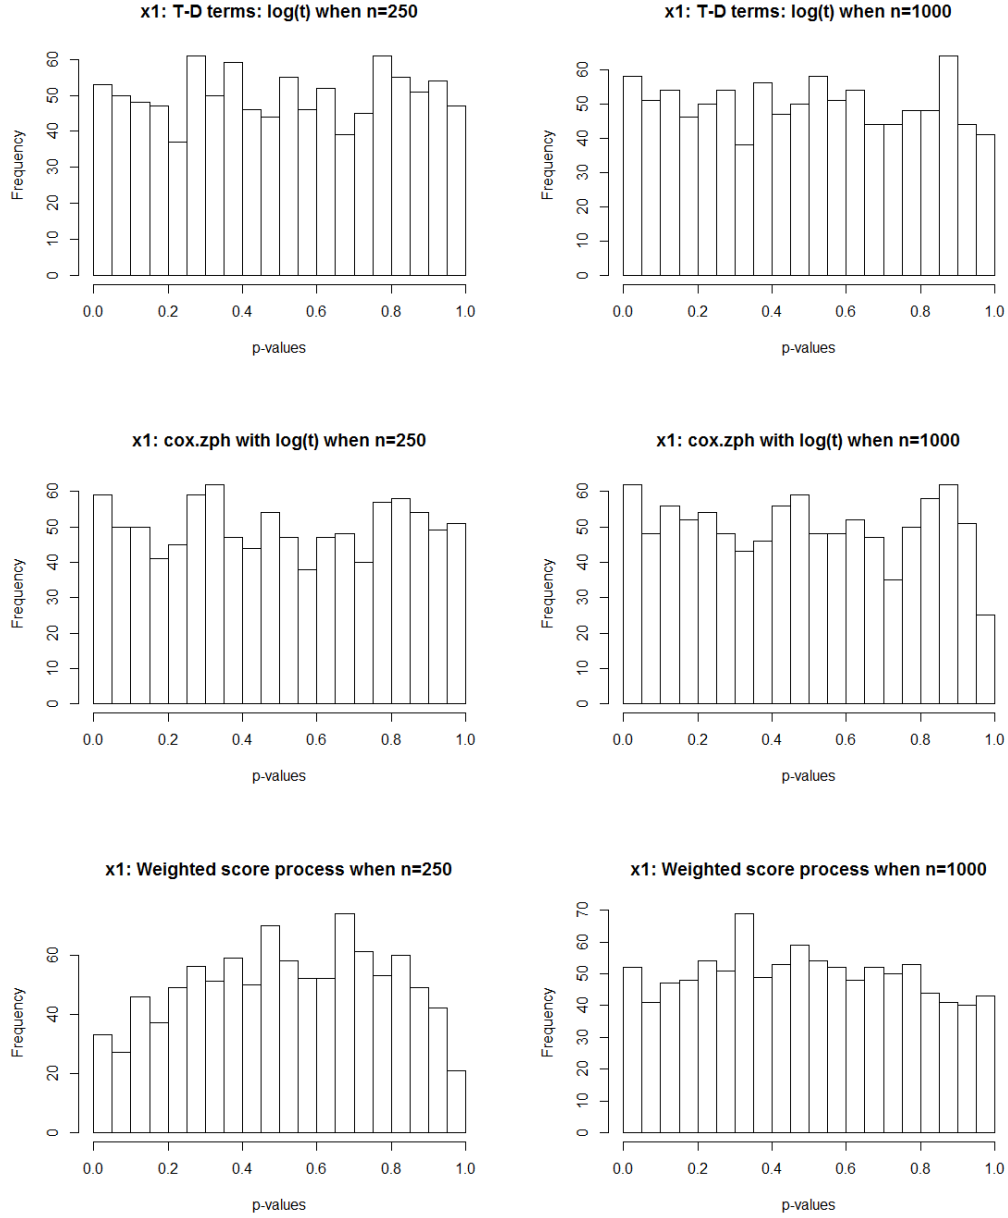 x1: T-D terms: log(t) when n=250
Frequency
0 10 20 30 40 50 60
0.0 0.2 0.4 0.6 0.8 1.0
p-values
x1: T-D terms: log(t) when n=1000
Frequency
0 10 20 30 40 50 60
0.0 0.2 0.4 0.6 0.8 1.0
p-values
x1: cox.zph with log(t) when n=250
Frequency
0 10 20 30 40 50 60
0.0 0.2 0.4 0.6 0.8 1.0
p-values
x1: cox.zph with log(t) when n=1000
Frequency
0 10 20 30 40 50 60
0.0 0.2 0.4 0.6 0.8 1.0
p-values
x1: Weighted score process when n=250
Frequency
0 20 40 60
0.0 0.2 0.4 0.6 0.8 1.0
p-values
x1: Weighted score process when n=1000
Frequency
0 10 20 30 40 50 60 70
0.0 0.2 0.4 0.6 0.8 1.0
p-values